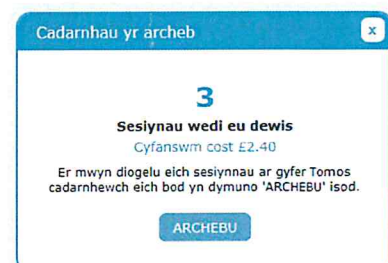 Cadarnhau yr archeb
x
3
Sesiynau wedi eu dewis
Cyfanswm cost £2.40
Er mwyn diogelu eich sesiynnau ar gyfer Tomos
cadarnhewch eich bod yn dymuno 'ARCHEBU' isod.
ARCHEBU